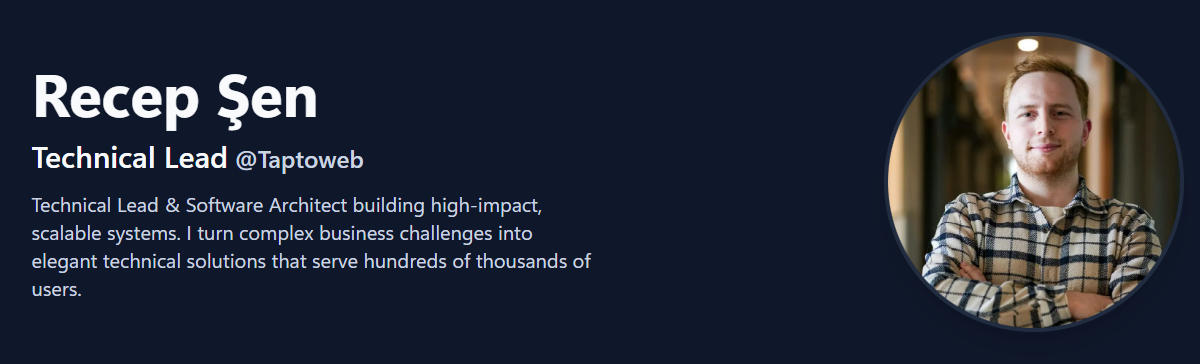 Recep Şen
Technical Lead @Taptoweb
Technical Lead & Software Architect building high-impact,
scalable systems. I turn complex business challenges into
elegant technical solutions that serve hundreds of thousands of
users.